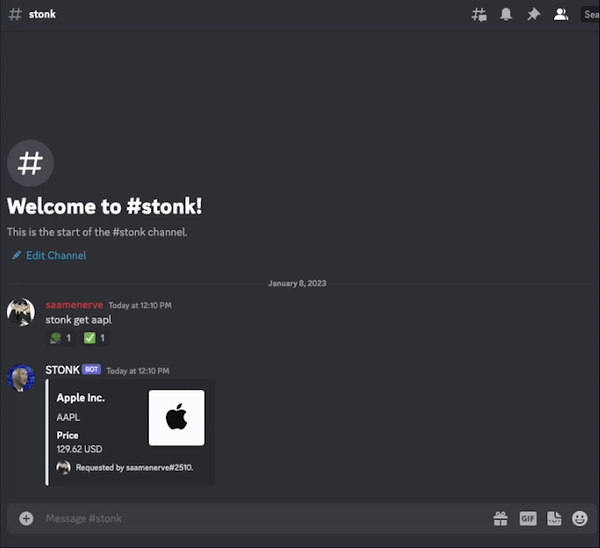 # stonk
Sea
Welcome to #stonk!
This is the start of the #stonk channel.
Edit Channel
January 8, 2023
saamenerve Today at 12:10 PM
stonk get aapl
1 1
STONK BOT Today at 12:10 PM
Apple Inc.
AAPL
Price
129.62 USD
Requested by saamenerve#2510.
Message #stonk
GIF